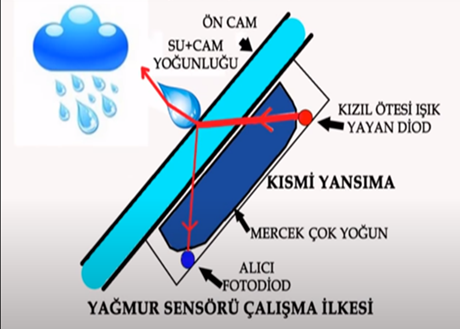 ÖN CAM
SU+CAM
YOĞUNLUĞU
KIZIL ÖTESİ IŞIK
YAYAN DİOD
KISMİ YANSIMA
MERCEK ÇOK YOĞUN
ALICI
FOTODİOD
YAĞMUR SENSÖRÜ ÇALIŞMA İLKESİ